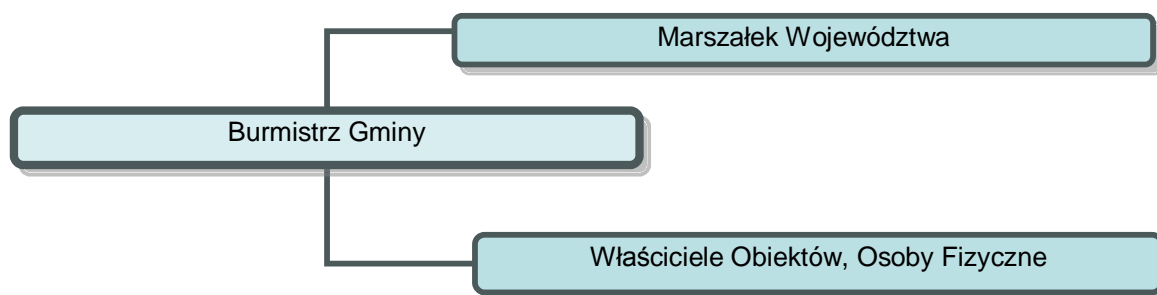 Marszałek Województwa
Burmistrz Gminy
Właściciele Obiektów, Osoby Fizyczne